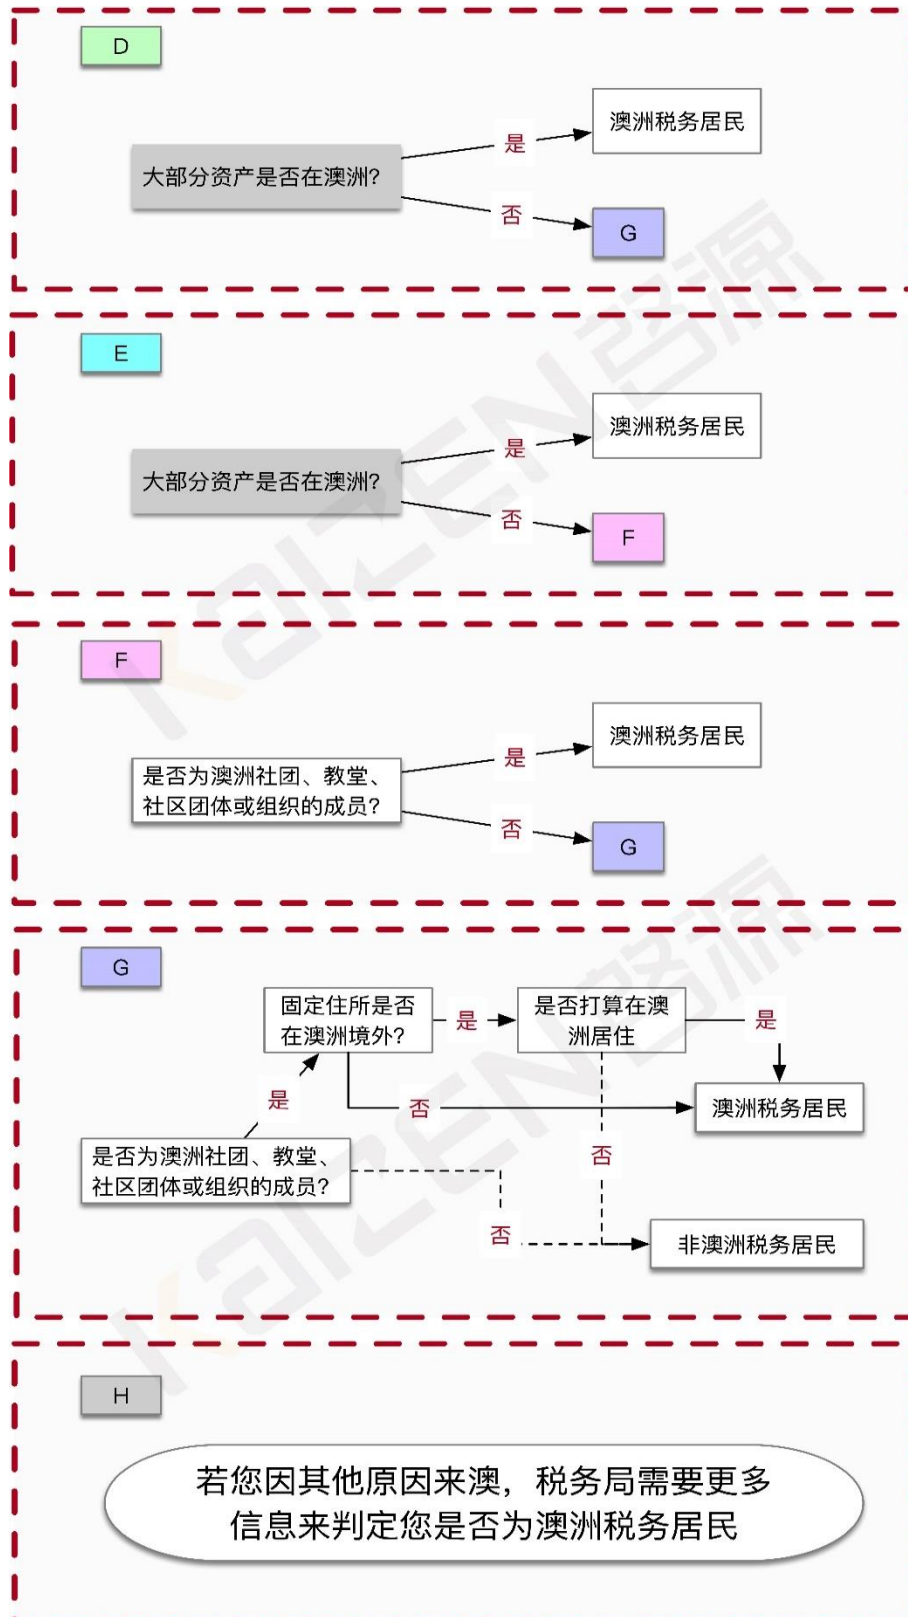 D
澳洲税务居民
是
大部分资产是否在澳洲？
否
G
E
澳洲税务居民
是
大部分资产是否在澳洲？
否
F
F
澳洲税务居民
是
是否为澳洲社团、教堂、
社区团体或组织的成员？
否
G
G
固定住所是否
在澳洲境外？
是
是否打算在澳
洲居住
是
是
否
澳洲税务居民
是否为澳洲社团、教堂、
社区团体或组织的成员？
否
否
非澳洲税务居民
H
若您因其他原因来澳，税务局需要更多
信息来判定您是否为澳洲税务居民
KAIZEN 啓源
KAIZEN 啓源